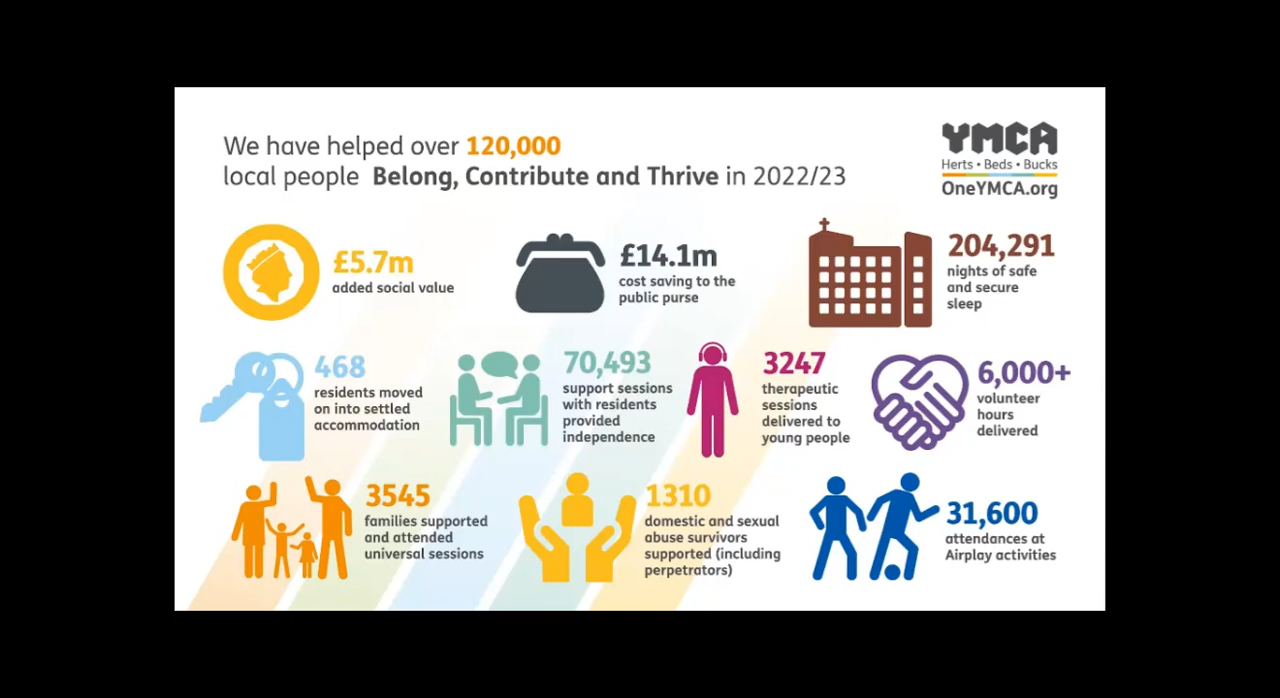 We have helped over 120,000
local people Belong, Contribute and Thrive in 2022/23
YMCA
Herts • Beds • Bucks
OneYMCA.org
£5.7m
added social value
£14.1m
cost saving to the
public purse
204,291
nights of safe
and secure
sleep
468
residents moved
on into settled
accommodation
70,493
support sessions
with residents
provided
independence
3247
therapeutic
sessions
delivered to
young people
6,000+
volunteer
hours
delivered
3545
families supported
and attended
universal sessions
1310
domestic and sexual
abuse survivors
supported (including
perpetrators)
31,600
attendances at
Airplay activities